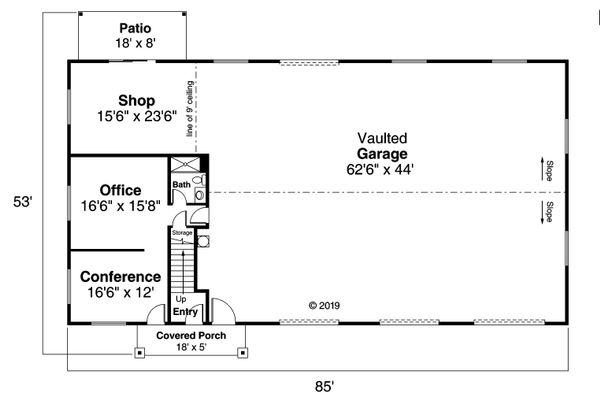 Patio
18' x 8'
Shop
15'6" x 23'6"
line of 9' ceiling
Vaulted
Garage
62'6" x 44'
Slope
Slope
53'
Office
16'6" x 15'8"
Bath
Storage
Conference
16'6" x 12'
Up
Entry
© 2019
Covered Porch
18' x 5'
85'